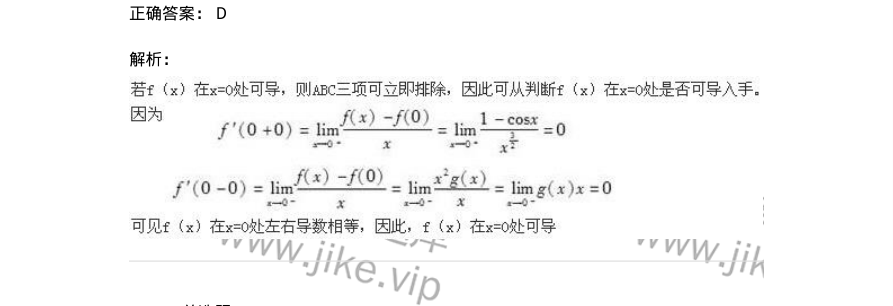 正确答案： D
解析：
若f（x）在x=0处可导，则ABC三项可立即排除，因此可从判断f（x）在x=0处是否可导入手。
因为
f'(0+0) = lim_{x→0+} (f(x) - f(0))/x = lim_{x→0+} (1 - cosx)/x^{3/2} = 0
f'(0-0) = lim_{x→0-} (f(x) - f(0))/x = lim_{x→0-} (x²g(x))/x = lim_{x→0-} g(x)x = 0
可见f（x）在x=0处左右导数相等，因此，f（x）在x=0处可导
www.jike.vip
www.jik